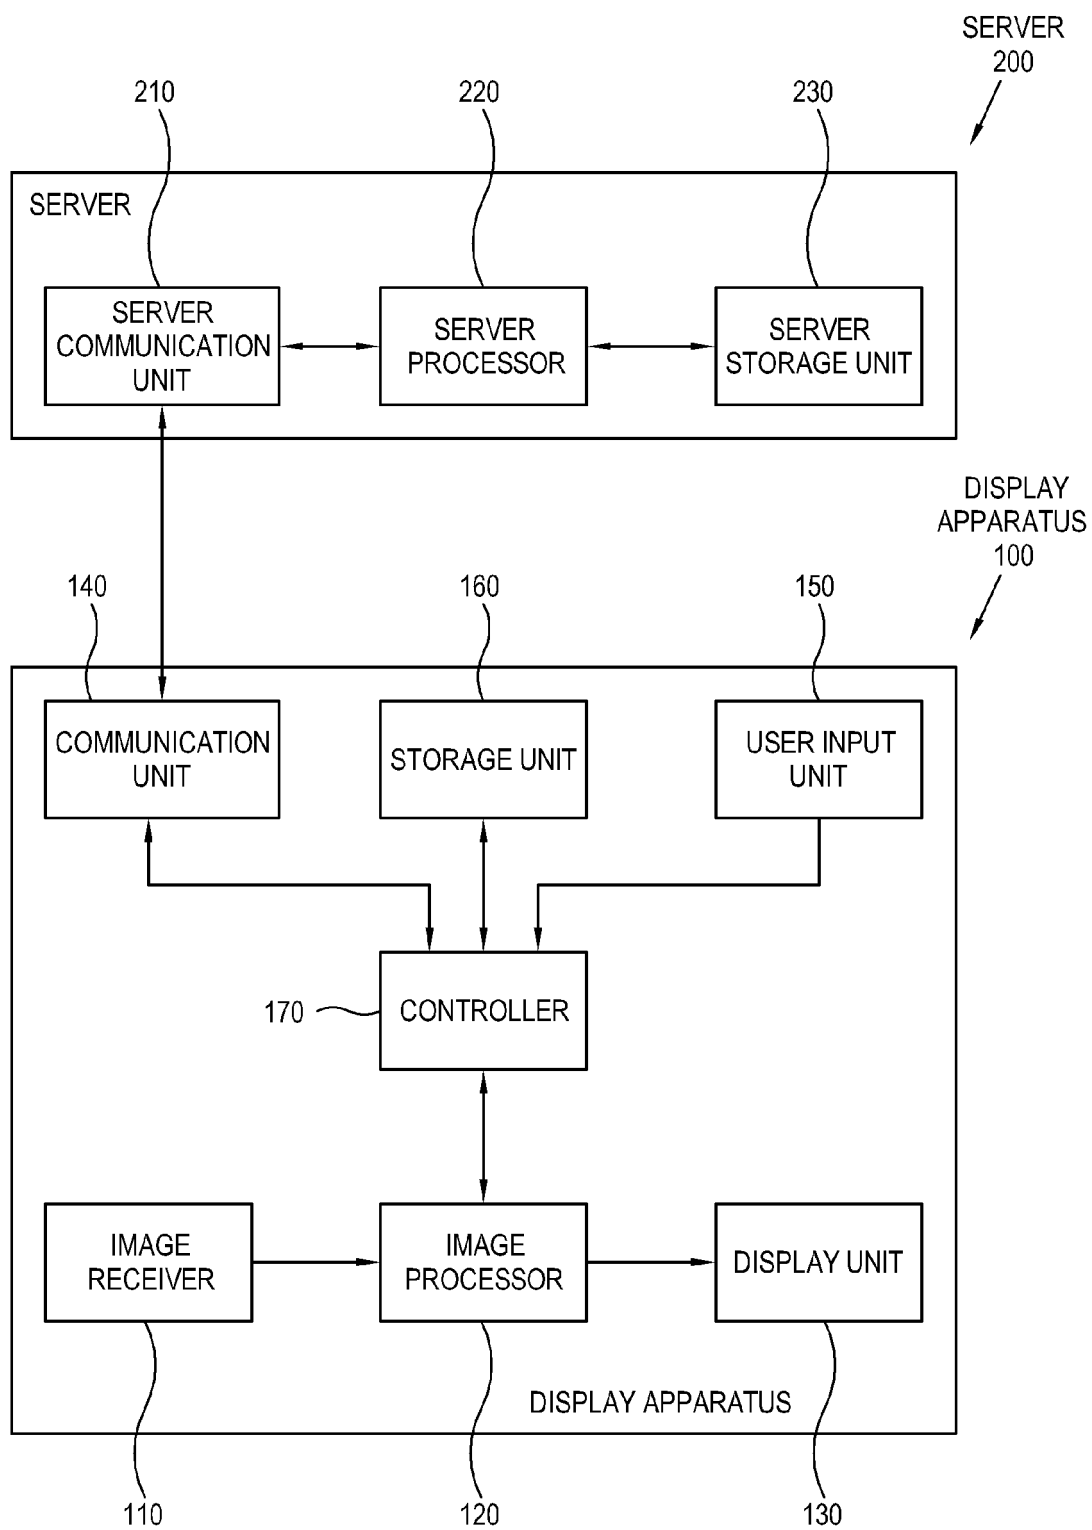 SERVER
200
210
220
230
SERVER
SERVER
COMMUNICATION
UNIT
SERVER
PROCESSOR
SERVER
STORAGE UNIT
DISPLAY
APPARATUS
100
140
160
150
COMMUNICATION
UNIT
STORAGE UNIT
USER INPUT
UNIT
170
CONTROLLER
IMAGE
RECEIVER
IMAGE
PROCESSOR
DISPLAY UNIT
DISPLAY APPARATUS
110
120
130